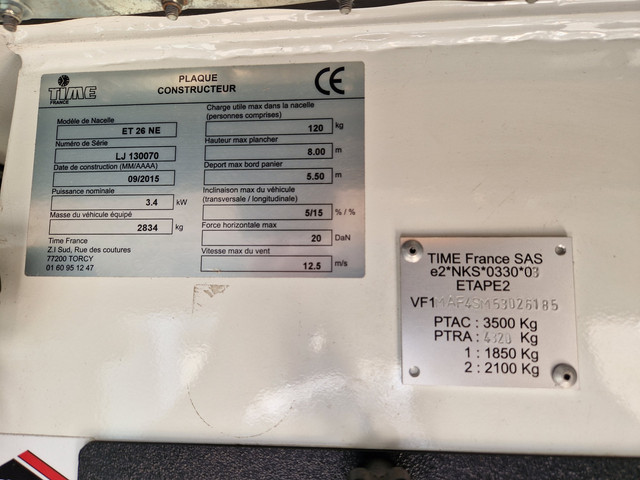 TIME
FRANCE
PLAQUE
CONSTRUCTEUR
CE
Modèle de Nacelle
ET 26 NE
Numéro de Série
LJ 130070
Date de construction (MM/AAAA)
09/2015
Puissance nominale
3.4 kW
Masse du véhicule équipé
2834 kg
Time France
Z.I Sud, Rue des coutures
77200 TORCY
01 60 95 12 47
Charge utile max dans la nacelle
(personnes comprises)
120 kg
Hauteur max plancher
8.00 m
Deport max bord panier
5.50 m
Inclinaison max du véhicule
(transversale / longitudinale)
5/15 % / %
Force horizontale max
20 DaN
Vitesse max du vent
12.5 m/s
TIME France SAS
e2*NKS*0330*03
ETAPE2
VF1MAF4SM53026185
PTAC : 3500 Kg
PTRA : 4320 Kg
1 : 1850 Kg
2 : 2100 Kg